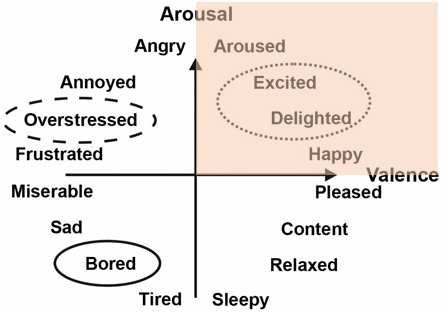 Arousal
Angry Aroused
Annoyed Excited
Overstressed Delighted
Frustrated Happy
Valence
Miserable Pleased
Sad Content
Bored Relaxed
Tired Sleepy